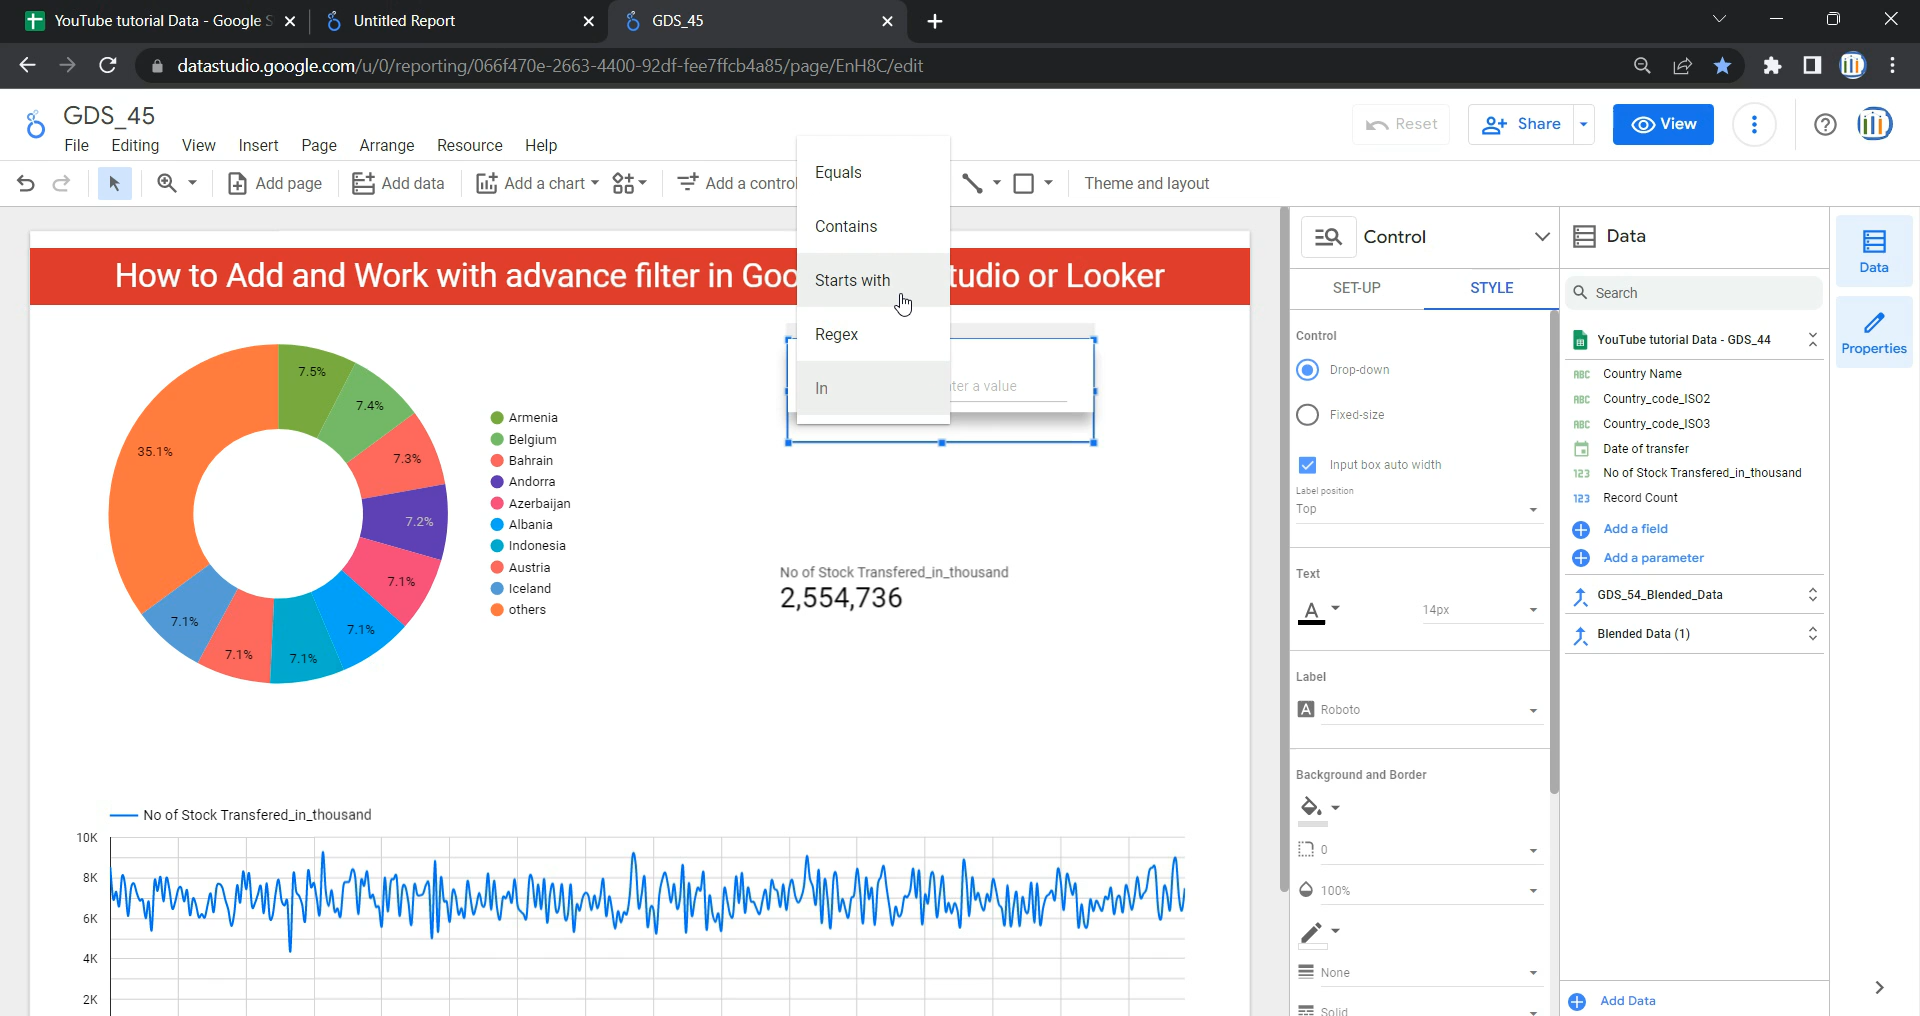 YouTube tutorial Data - Google S
Untitled Report
GDS_45
datastudio.google.com/u/0/reporting/066f470e-2663-4400-92df-fee7ffcb4a85/page/EnH8C/edit
GDS_45
File Editing View Insert Page Arrange Resource Help
Reset
Share
View
Add page
Add data
Add a chart
Add a control
Theme and layout
Equals
Contains
Starts with
Regex
In
How to Add and Work with advance filter in Goo tudio or Looker
ter a value
7.5%
7.4%
7.3%
7.2%
7.1%
7.1%
7.1%
7.1%
7.1%
35.1%
Armenia
Belgium
Bahrain
Andorra
Azerbaijan
Albania
Indonesia
Austria
Iceland
others
No of Stock Transfered_in_thousand
2,554,736
No of Stock Transfered_in_thousand
10K
8K
6K
4K
2K
Control
SET-UP STYLE
Control
Drop-down
Fixed-size
Input box auto width
Label position
Top
Text
A 14px
Label
A Roboto
Background and Border
0
100%
None
Solid
Data
Search
YouTube tutorial Data - GDS_44
ABC Country Name
ABC Country_code_ISO2
ABC Country_code_ISO3
Date of transfer
123 No of Stock Transfered_in_thousand
123 Record Count
Add a field
Add a parameter
GDS_54_Blended_Data
Blended Data (1)
Add Data
Data
Properties